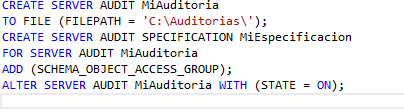 CREATE SERVER AUDIT MiAuditoria
TO FILE (FILEPATH = 'C:\Auditorias\');
CREATE SERVER AUDIT SPECIFICATION MiEspecificacion
FOR SERVER AUDIT MiAuditoria
ADD (SCHEMA_OBJECT_ACCESS_GROUP);
ALTER SERVER AUDIT MiAuditoria WITH (STATE = ON);